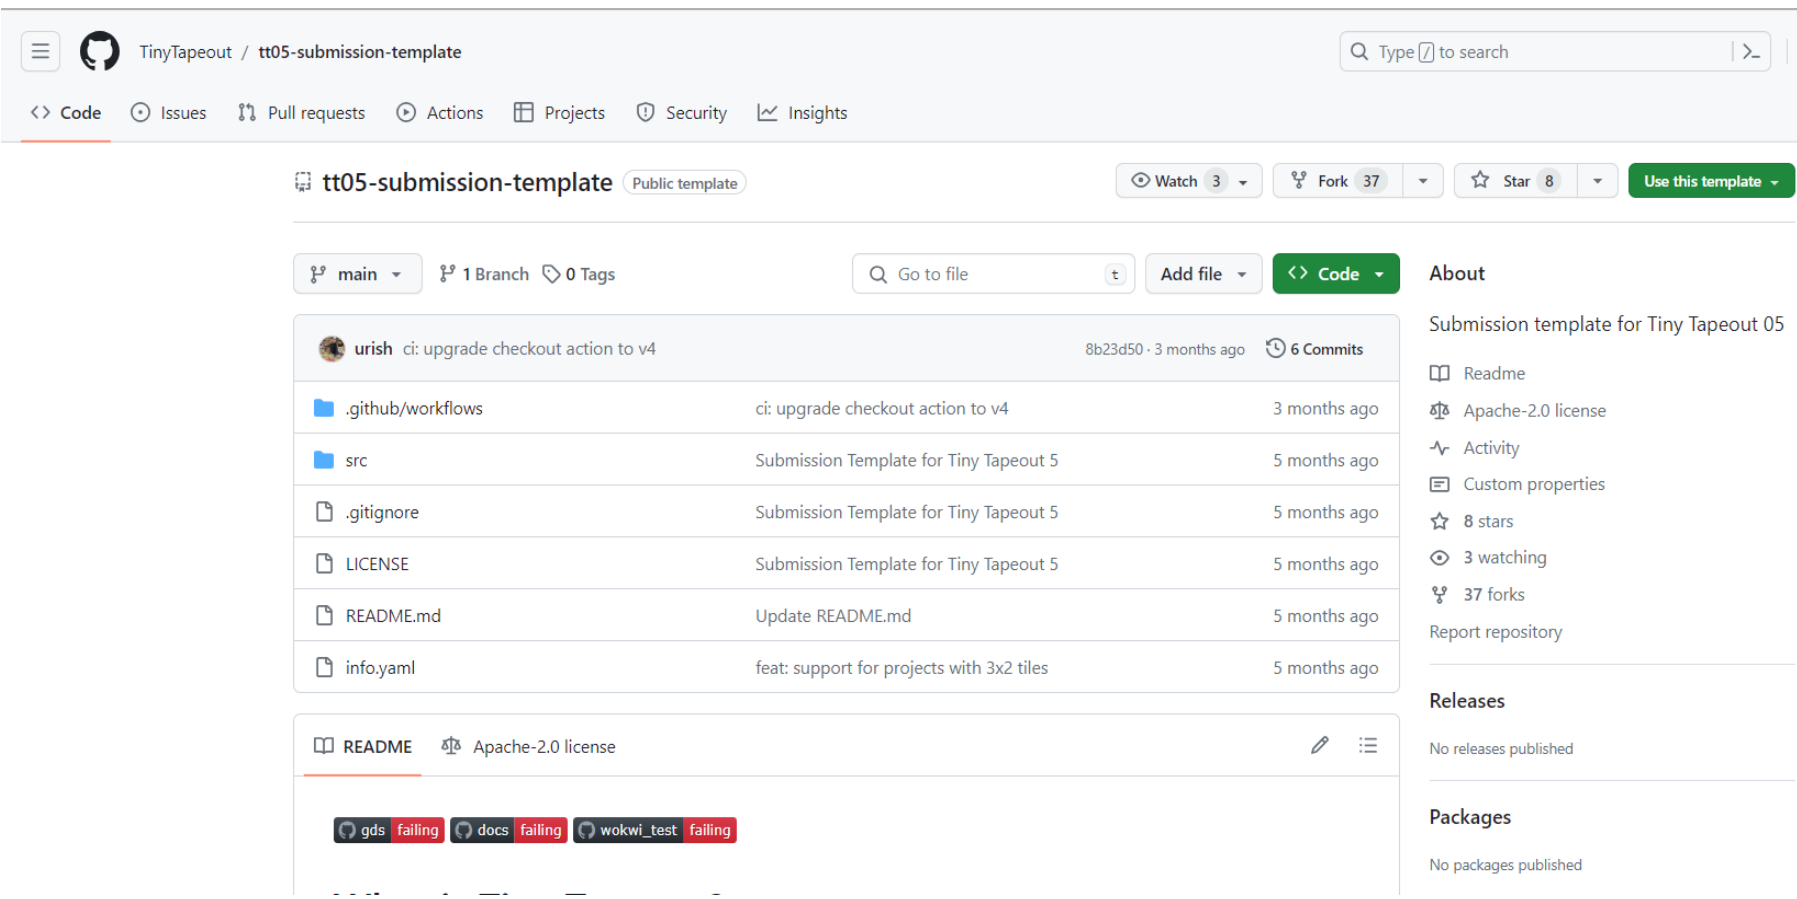 TinyTapeout / tt05-submission-template
Type / to search
Code Issues Pull requests Actions Projects Security Insights
tt05-submission-template Public template
Watch 3 Fork 37 Star 8 Use this template
main 1 Branch 0 Tags Go to file t Add file Code
urish ci: upgrade checkout action to v4 8b23d50 · 3 months ago 6 Commits
.github/workflows ci: upgrade checkout action to v4 3 months ago
src Submission Template for Tiny Tapeout 5 5 months ago
.gitignore Submission Template for Tiny Tapeout 5 5 months ago
LICENSE Submission Template for Tiny Tapeout 5 5 months ago
README.md Update README.md 5 months ago
info.yaml feat: support for projects with 3x2 tiles 5 months ago
README Apache-2.0 license
gds failing docs failing wokwi_test failing
About
Submission template for Tiny Tapeout 05
Readme
Apache-2.0 license
Activity
Custom properties
8 stars
3 watching
37 forks
Report repository
Releases
No releases published
Packages
No packages published